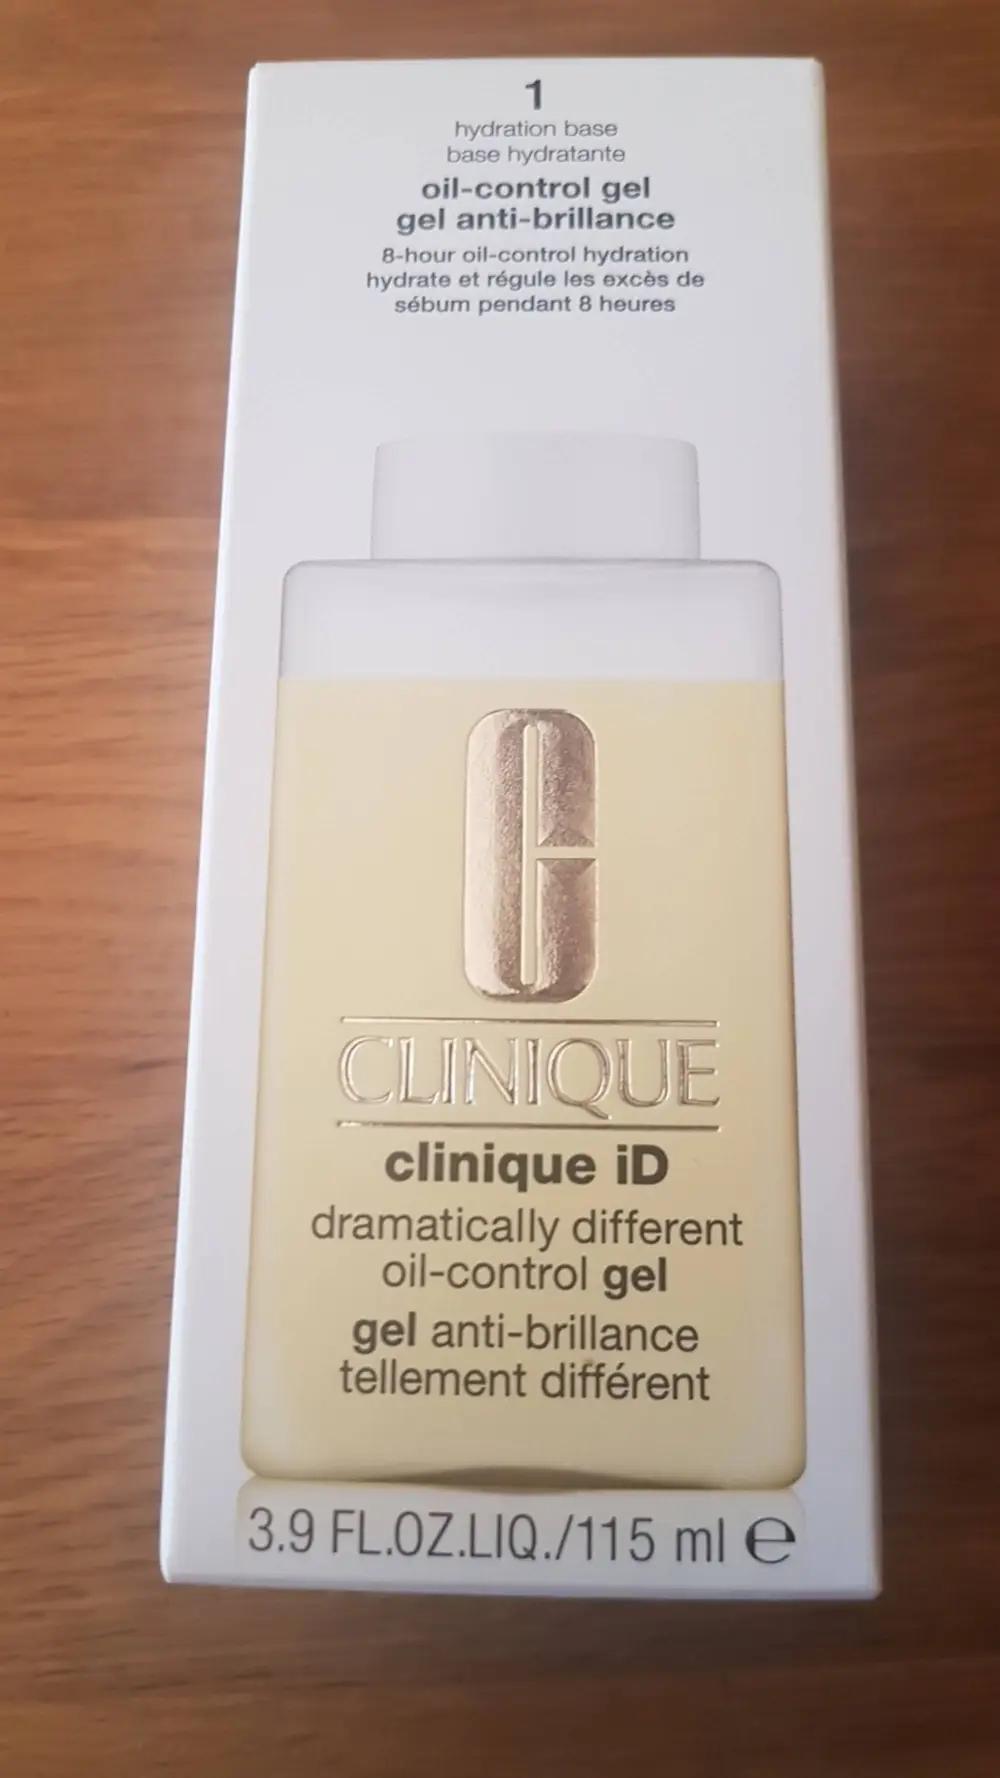 1
hydration base
base hydratante
oil-control gel
gel anti-brillance
8-hour oil-control hydration
hydrate et régule les excès de
sébum pendant 8 heures
C
CLINIQUE
clinique iD
dramatically different
oil-control gel
gel anti-brillance
tellement différent
3.9 FL.OZ.LIQ./115 ml ℮